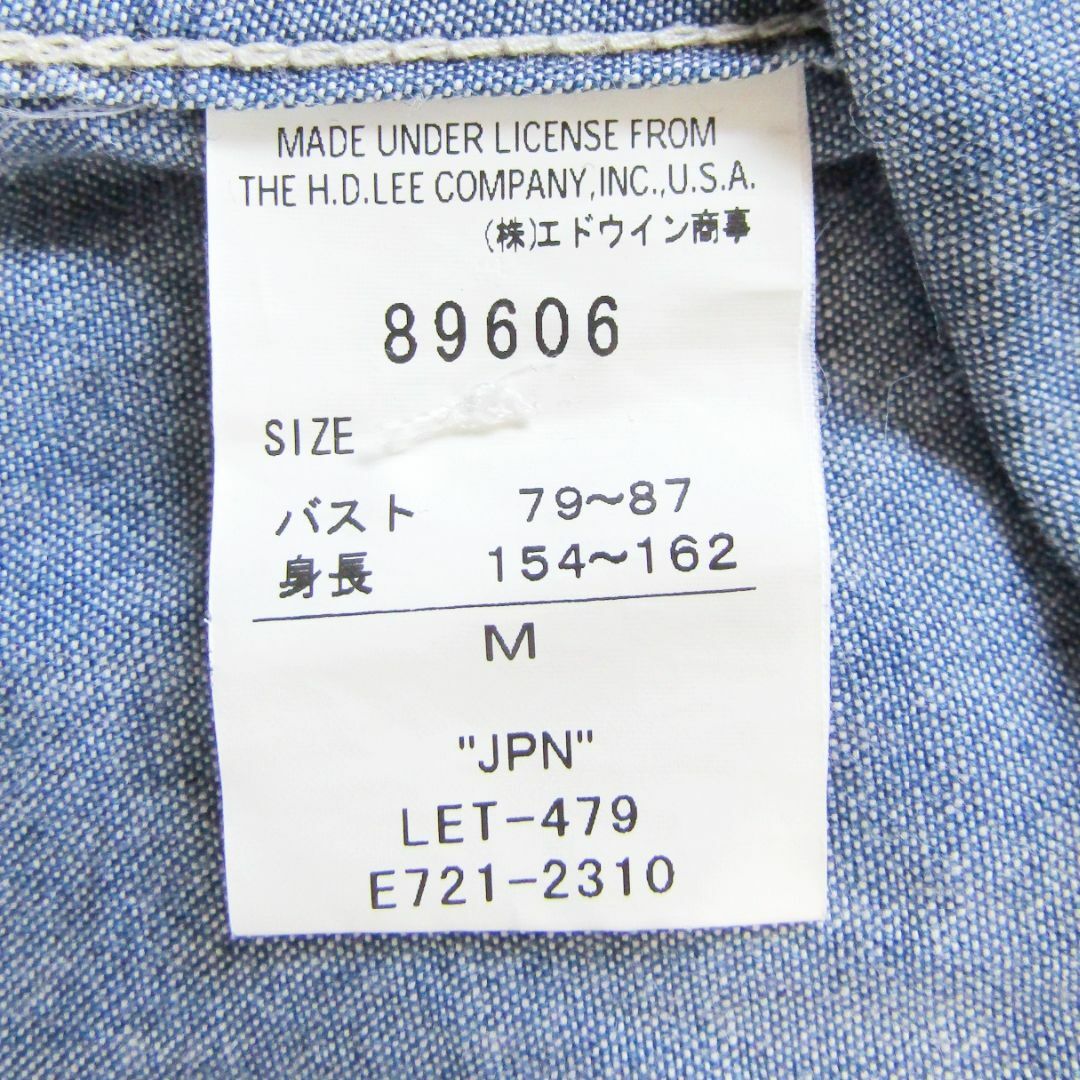 MADE UNDER LICENSE FROM
THE H.D.LEE COMPANY,INC.,U.S.A.
(株)エドウイン商事
89606
SIZE
バスト 79~87
身長 154~162
M
"JPN"
LET-479
E721-2310